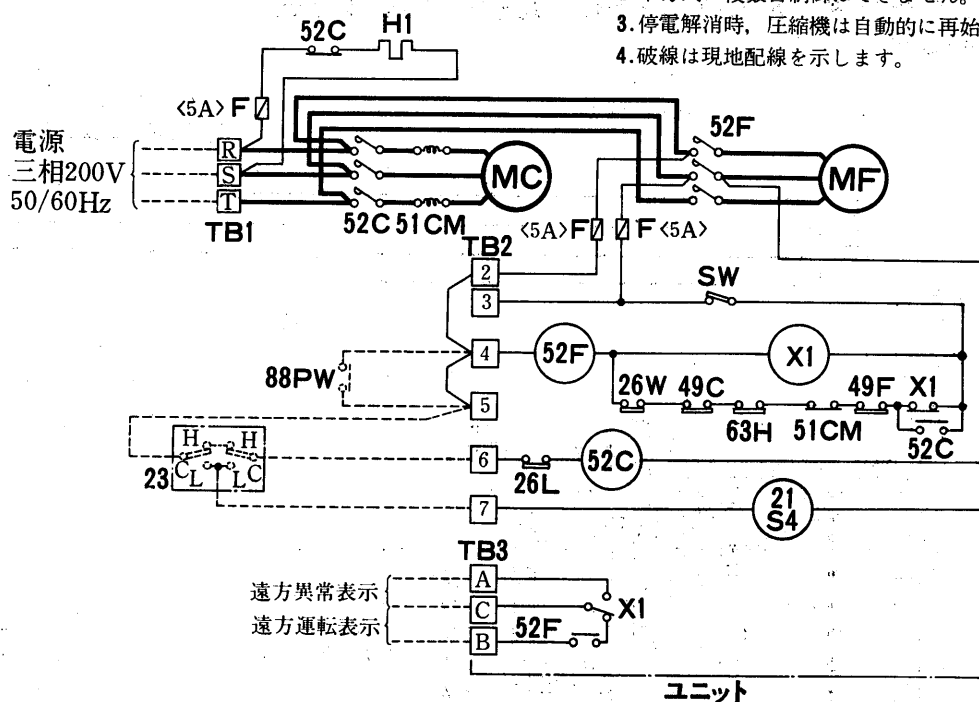 3.停電解消時, 圧縮機は自動的に再始
4.破線は現地配線を示します。
52C
H1
<5A> F
電源
三相200V
50/60Hz
R
S
T
TB1
52C 51CM
MC
52F
MF
<5A> F
F <5A>
TB2
2
3
SW
4
52F
X1
88PW
5
26W
49C
63H
51CM
49F
X1
52C
H
H
C
C
L
L
23
6
26L
52C
7
21
S4
TB3
遠方異常表示
遠方運転表示
A
C
B
52F
X1
ユニット